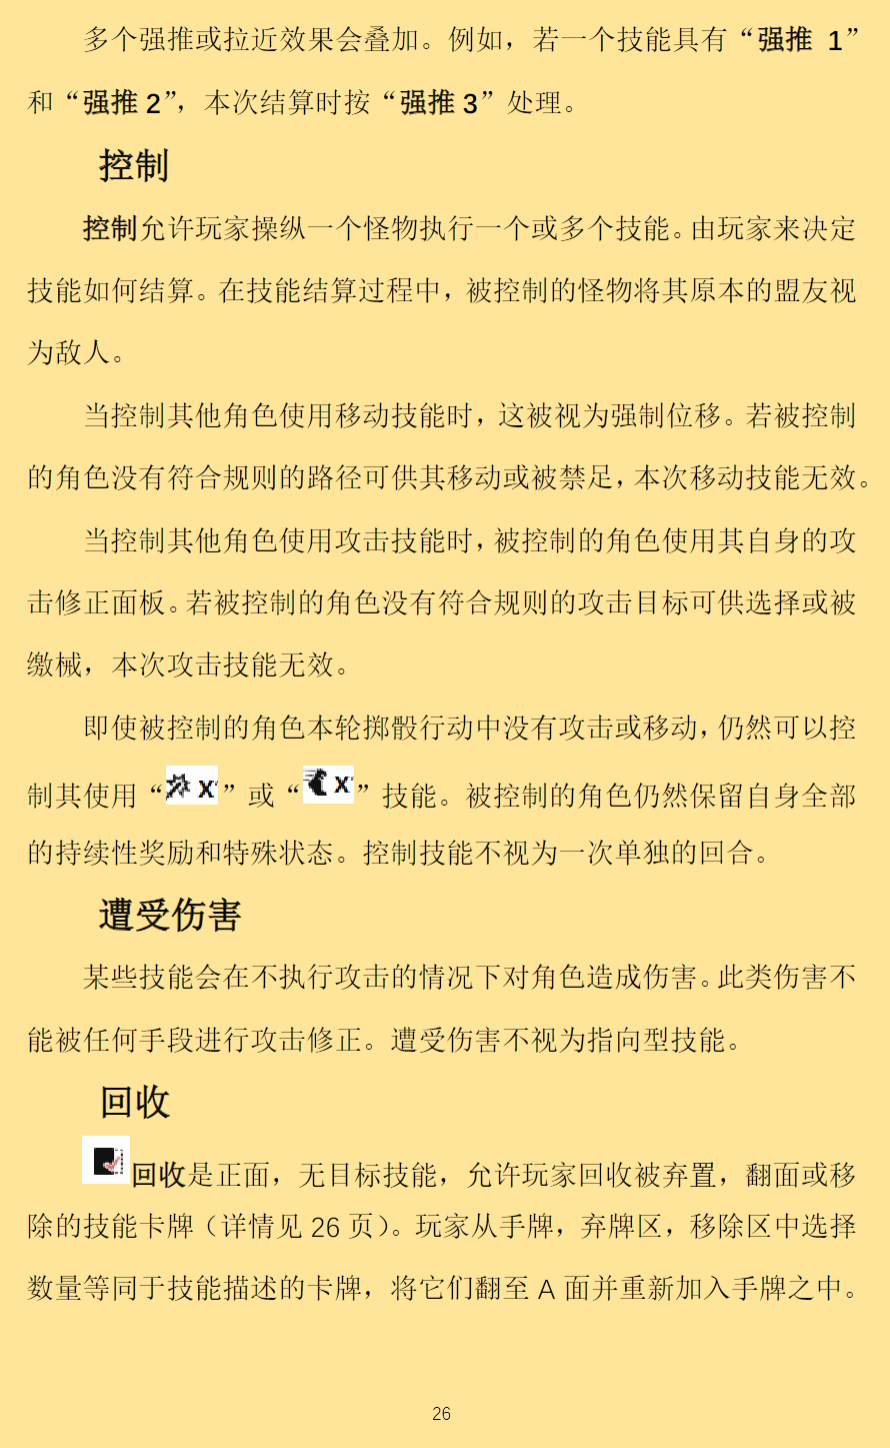 多个强推或拉近效果会叠加。例如，若一个技能具有“强推 1”
和“强推 2”，本次结算时按“强推 3”处理。
控制
控制允许玩家操纵一个怪物执行一个或多个技能。由玩家来决定
技能如何结算。在技能结算过程中，被控制的怪物将其原本的盟友视
为敌人。
当控制其他角色使用移动技能时，这被视为强制位移。若被控制
的角色没有符合规则的路径可供其移动或被禁足，本次移动技能无效。
当控制其他角色使用攻击技能时，被控制的角色使用其自身的攻
击修正面板。若被控制的角色没有符合规则的攻击目标可供选择或被
缴械，本次攻击技能无效。
即使被控制的角色本轮掷骰行动中没有攻击或移动，仍然可以控
制其使用“X”或“X”技能。被控制的角色仍然保留自身全部
的持续性奖励和特殊状态。控制技能不视为一次单独的回合。
遭受伤害
某些技能会在不执行攻击的情况下对角色造成伤害。此类伤害不
能被任何手段进行攻击修正。遭受伤害不视为指向型技能。
回收
回收是正面，无目标技能，允许玩家回收被弃置，翻面或移
除的技能卡牌（详情见 26 页）。玩家从手牌，弃牌区，移除区中选择
数量等同于技能描述的卡牌，将它们翻至 A 面并重新加入手牌之中。
26